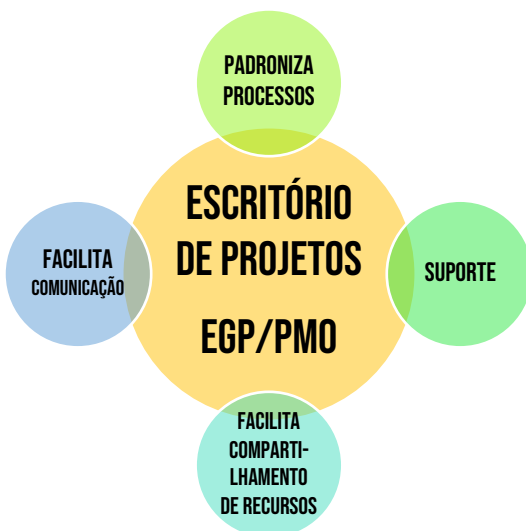 PADRONIZA
PROCESSOS
ESCRITÓRIO
DE PROJETOS
EGP/PMO
FACILITA
COMUNICAÇÃO
SUPORTE
FACILITA
COMPARTI-
LHAMENTO
DE RECURSOS